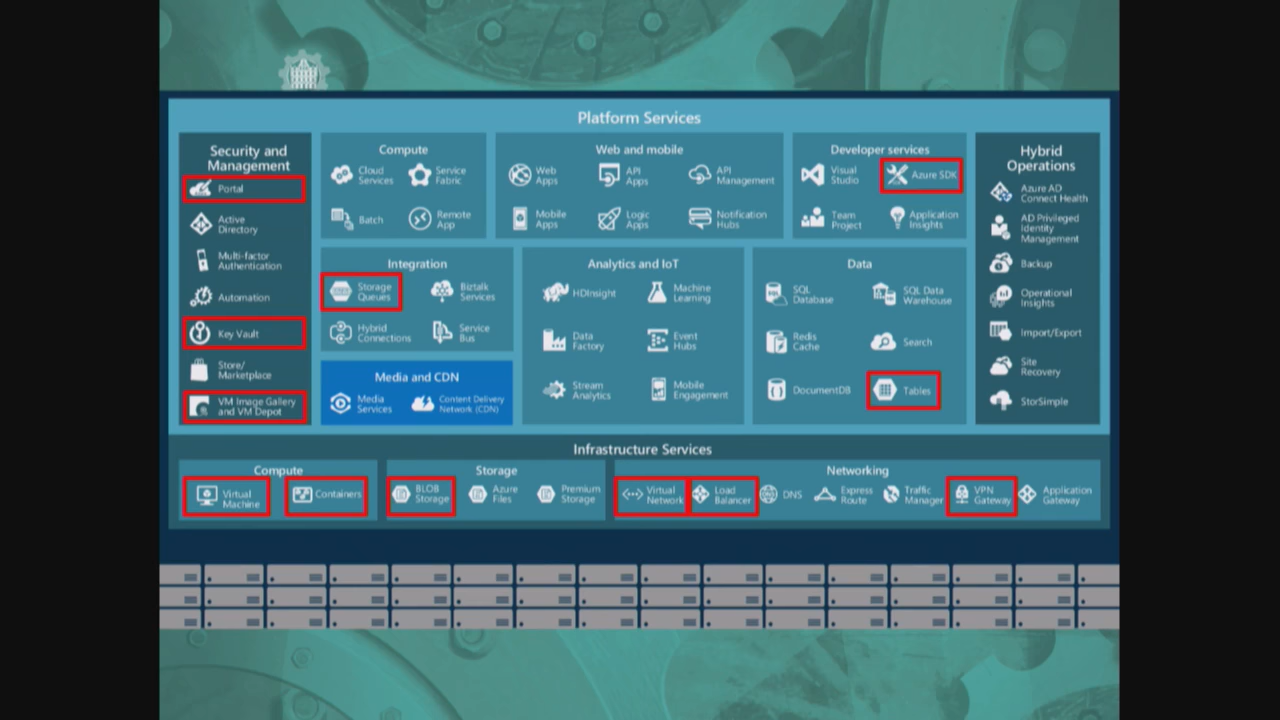 Platform Services
Security and
Management
Portal
Active
Directory
Multi-factor
Authentication
Automation
Key Vault
Store/
Marketplace
VM Image Gallery
and VM Depot
Compute
Cloud
Services
Service
Fabric
Batch
Remote
App
Web and mobile
Web
Apps
API
Apps
API
Management
Mobile
Apps
Logic
Apps
Notification
Hubs
Developer services
Visual
Studio
Azure SDK
Team
Project
Application
Insights
Hybrid
Operations
Azure AD
Connect Health
AD Privileged
Identity
Management
Backup
Operational
Insights
Import/Export
Site
Recovery
StorSimple
Integration
Storage
Queues
Biztalk
Services
Hybrid
Connections
Service
Bus
Analytics and IoT
HDInsight
Machine
Learning
Data
Factory
Event
Hubs
Stream
Analytics
Mobile
Engagement
Data
SQL
Database
SQL Data
Warehouse
Redis
Cache
Search
DocumentDB
Tables
Media and CDN
Media
Services
Content Delivery
Network (CDN)
Infrastructure Services
Compute
Virtual
Machine
Containers
Storage
BLOB
Storage
Azure
Files
Premium
Storage
Networking
Virtual
Network
Load
Balancer
DNS
Express
Route
Traffic
Manager
VPN
Gateway
Application
Gateway